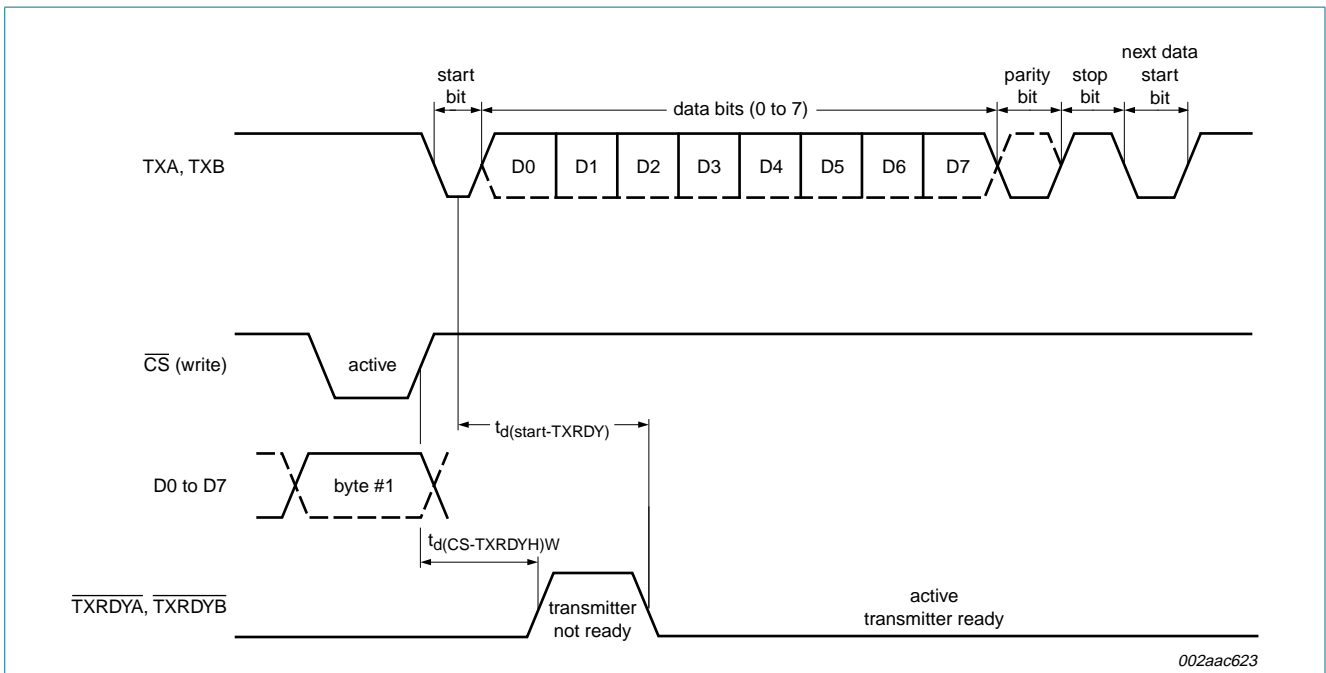 start
bit
data bits (0 to 7)
parity
bit
stop
bit
next data
start
bit
TXA, TXB
D0
D1
D2
D3
D4
D5
D6
D7
CS (write)
active
td(start-TXRDY)
D0 to D7
byte #1
td(CS-TXRDYH)W
TXRDYA, TXRDYB
transmitter
not ready
active
transmitter ready
002aac623